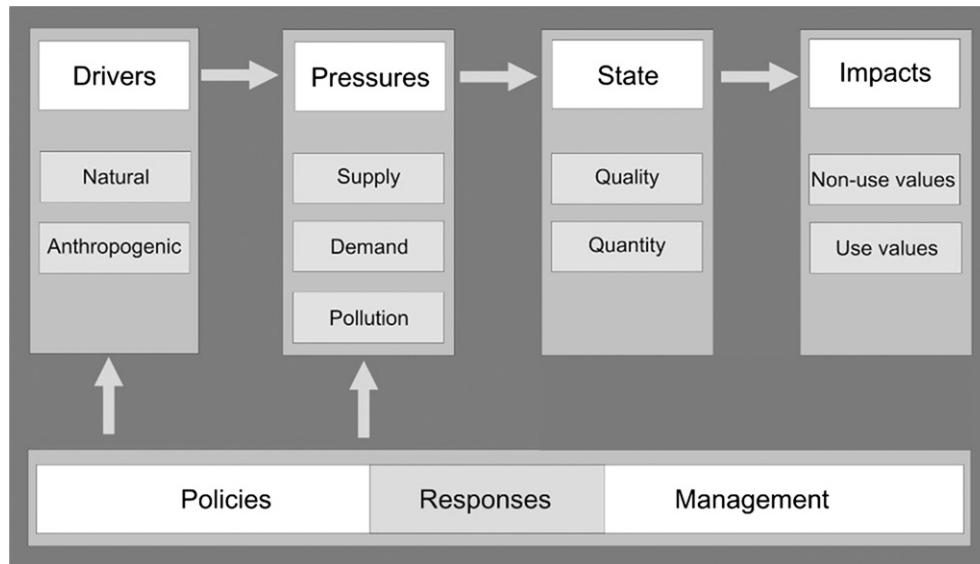 Drivers
Pressures
State
Impacts
Natural
Supply
Quality
Non-use values
Anthropogenic
Demand
Quantity
Use values
Pollution
Policies
Responses
Management